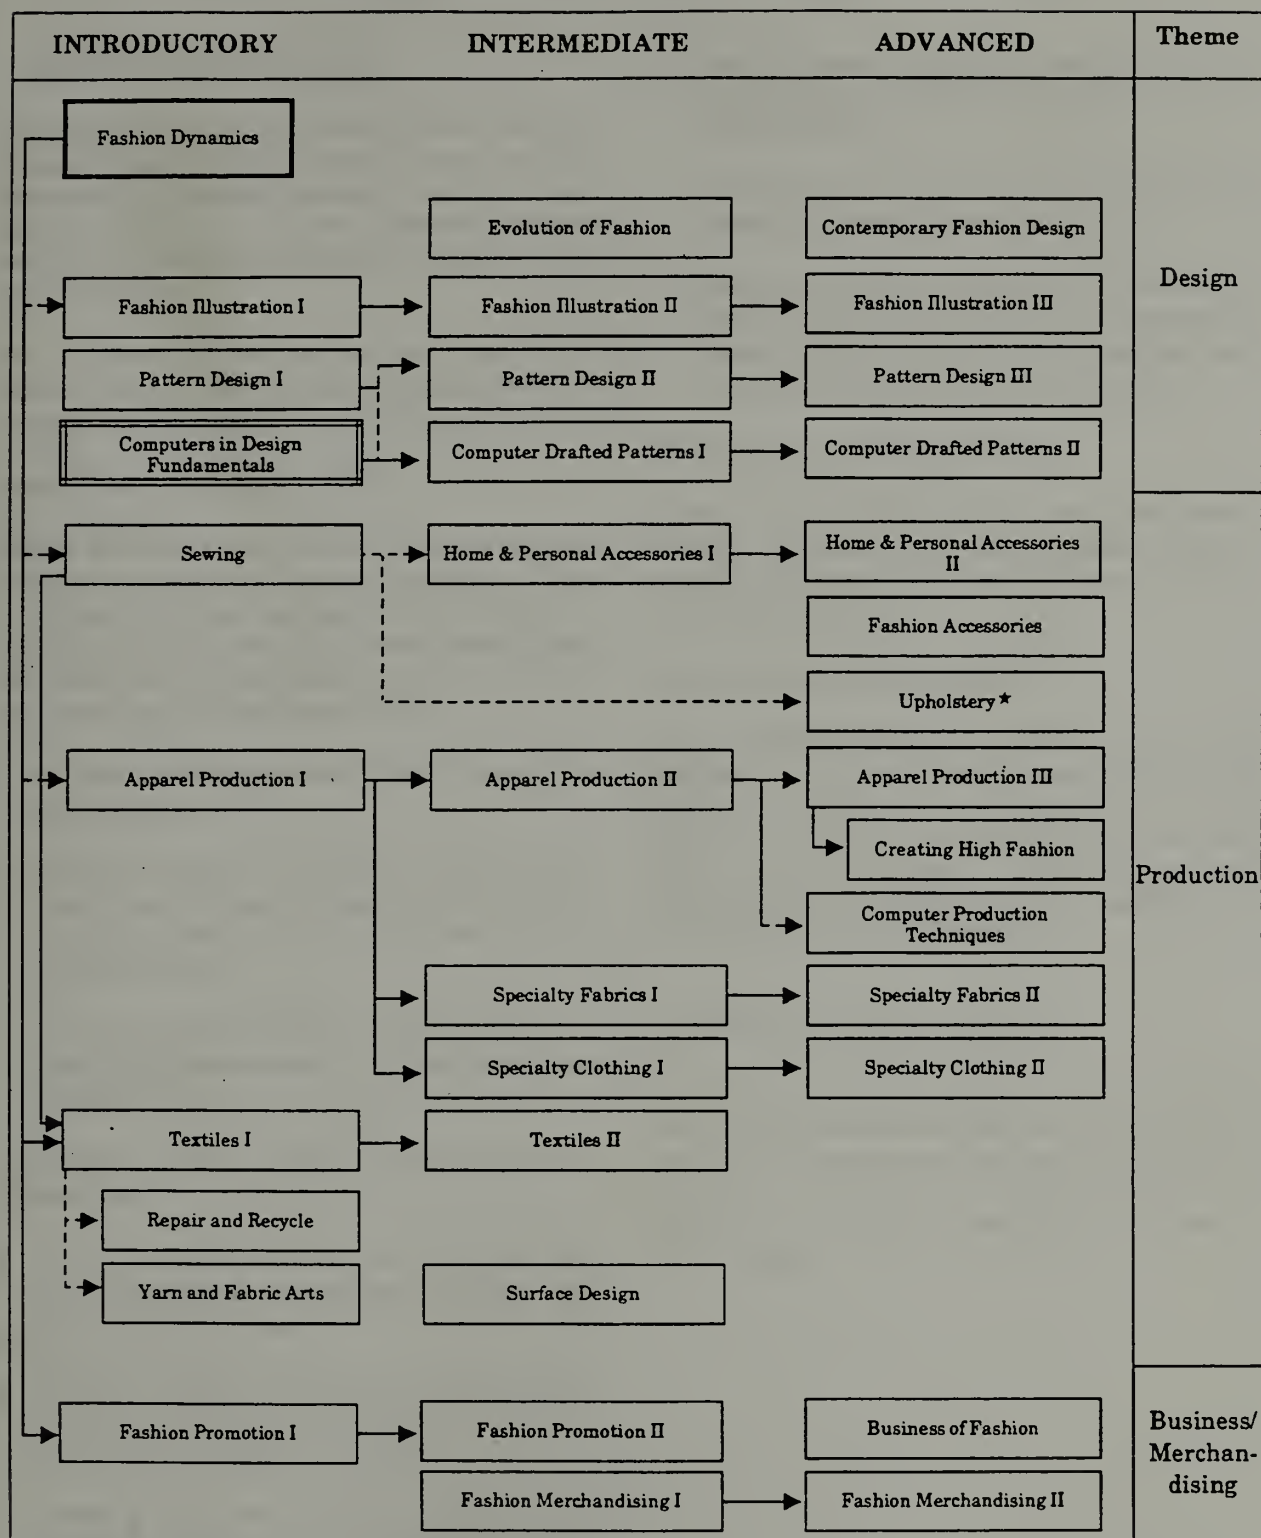 INTRODUCTORY INTERMEDIATE ADVANCED Theme
Fashion Dynamics
Evolution of Fashion Contemporary Fashion Design
Design
Fashion Illustration I Fashion Illustration II Fashion Illustration III
Pattern Design I Pattern Design II Pattern Design III
Computers in Design
Fundamentals
Computer Drafted Patterns I Computer Drafted Patterns II
Sewing Home & Personal Accessories I
Home & Personal Accessories
II
Fashion Accessories
Upholstery★
Apparel Production I Apparel Production II Apparel Production III
Creating High Fashion
Production
Computer Production
Techniques
Specialty Fabrics I Specialty Fabrics II
Specialty Clothing I Specialty Clothing II
Textiles I Textiles II
Repair and Recycle
Yarn and Fabric Arts Surface Design
Fashion Promotion I Fashion Promotion II Business of Fashion
Business/
Merchan-
dising
Fashion Merchandising I Fashion Merchandising II